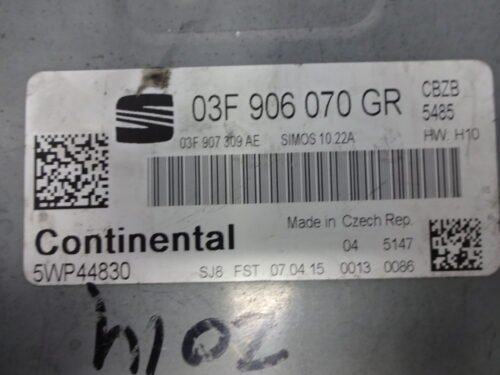 03F 906 070 GR
CBZB
5485
03F 907 309 AE SIMOS 10.22A
HW: H10
Continental
Made in Czech Rep.
04 5147
5WP44830
SJ8 FST 07.04.15 0013 0086